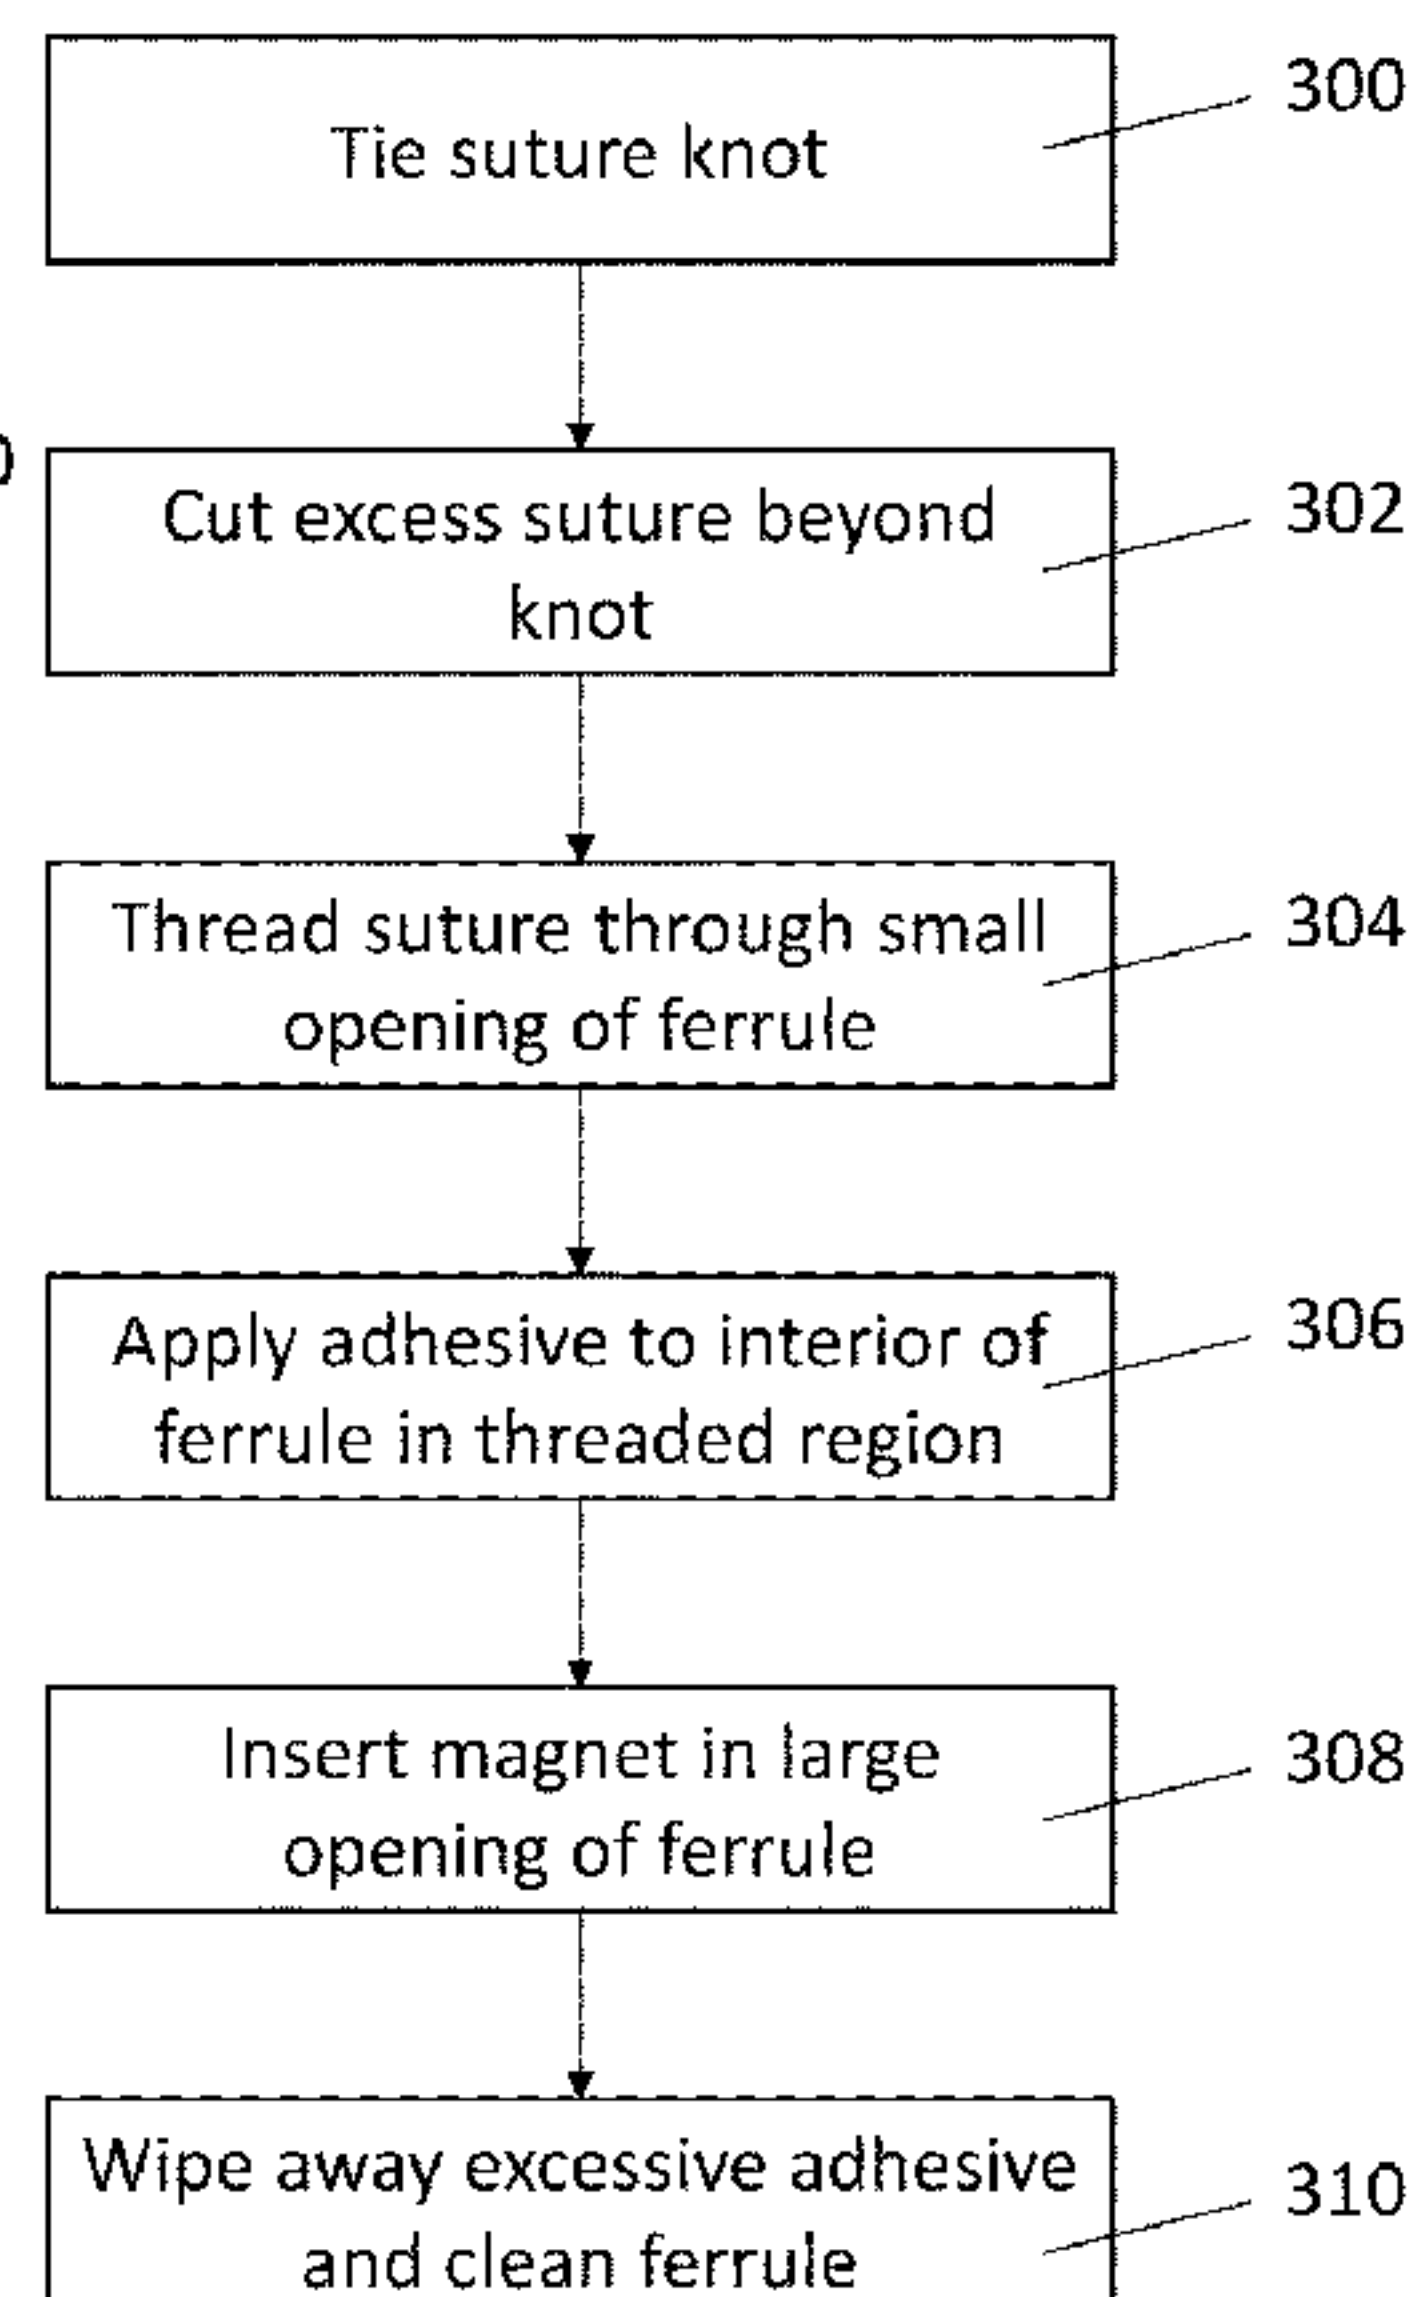 Tie suture knot
300
Cut excess suture beyond
knot
302
Thread suture through small
opening of ferrule
304
Apply adhesive to interior of
ferrule in threaded region
306
Insert magnet in large
opening of ferrule
308
Wipe away excessive adhesive
and clean ferrule
310